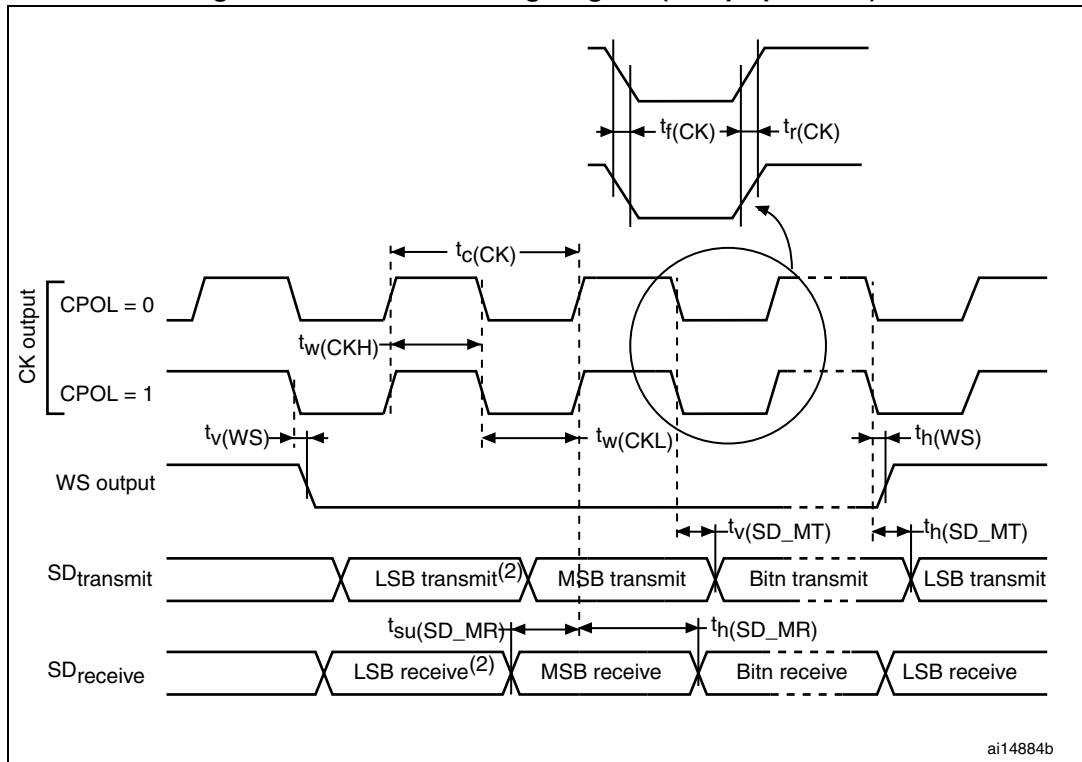 tf(CK)
tr(CK)
tc(CK)
CK output
CPOL = 0
tw(CKH)
CPOL = 1
tv(WS)
tw(CKL)
th(WS)
WS output
tv(SD_MT)
th(SD_MT)
SDtransmit
LSB transmit(2)
MSB transmit
Bitn transmit
LSB transmit
tsu(SD_MR)
th(SD_MR)
SDreceive
LSB receive(2)
MSB receive
Bitn receive
LSB receive
ai14884b